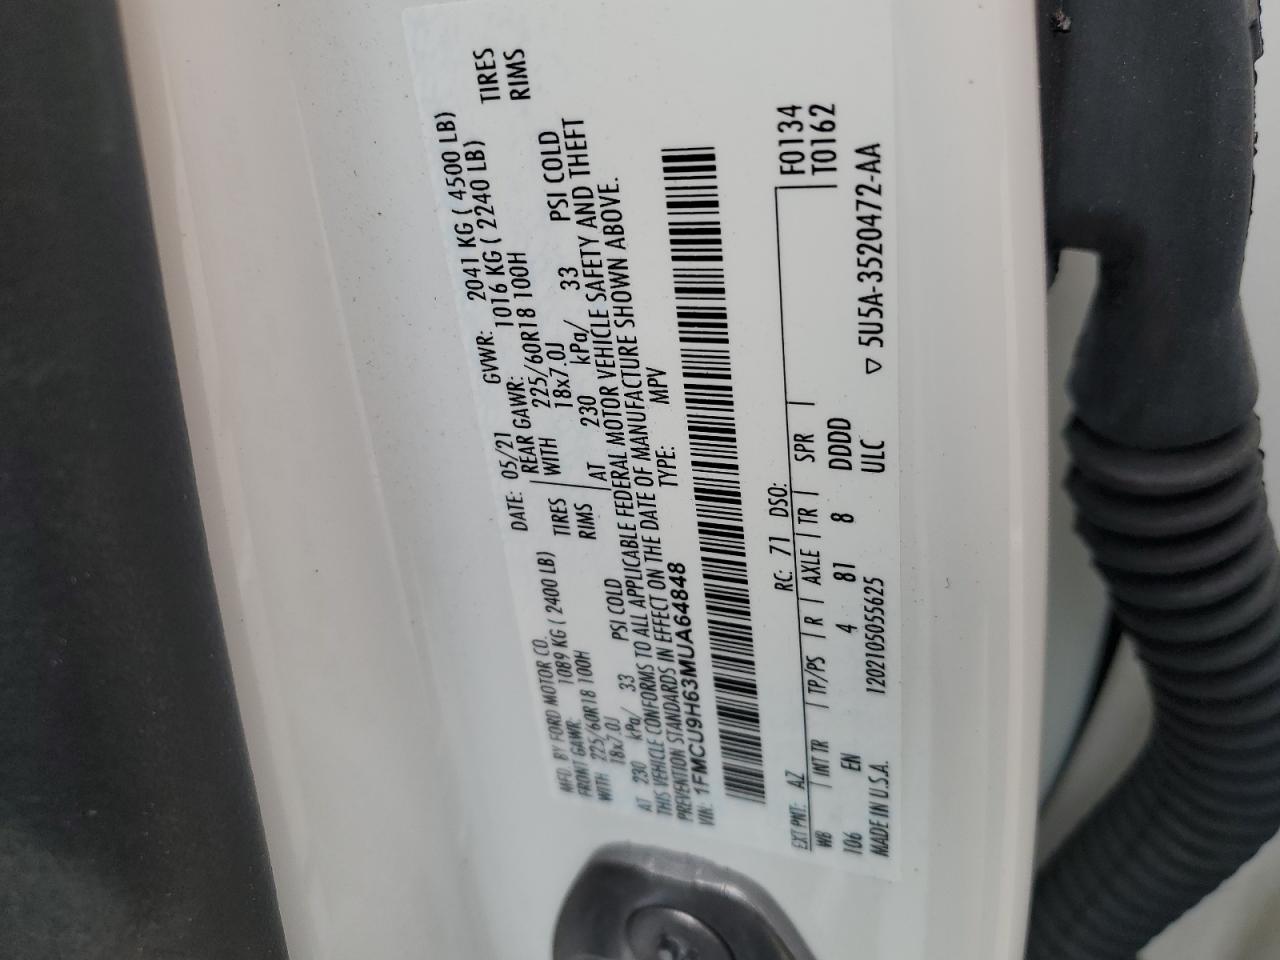 MFD. BY FORD MOTOR CO. DATE: 05/21 GVWR: 2041 KG ( 4500 LB)
FRONT GAWR: 1089 KG ( 2400 LB) REAR GAWR: 1016 KG ( 2240 LB)
WITH 225/60R18 100H TIRES WITH 225/60R18 100H TIRES
18x7.0J RIMS 18x7.0J RIMS
AT 230 kPa/ 33 PSI COLD AT 230 kPa/ 33 PSI COLD
THIS VEHICLE CONFORMS TO ALL APPLICABLE FEDERAL MOTOR VEHICLE SAFETY AND THEFT
PREVENTION STANDARDS IN EFFECT ON THE DATE OF MANUFACTURE SHOWN ABOVE.
VIN: 1FMCU9H63MUA64848 TYPE: MPV
F0134
T0162
EXT PNT: AZ RC: 71 DSO:
WB INT TR TP/PS R AXLE TR SPR
106 EN 4 81 8 DDDD
MADE IN U.S.A. 120210505​5625 ULC ▽ 5U5A-3520472-AA